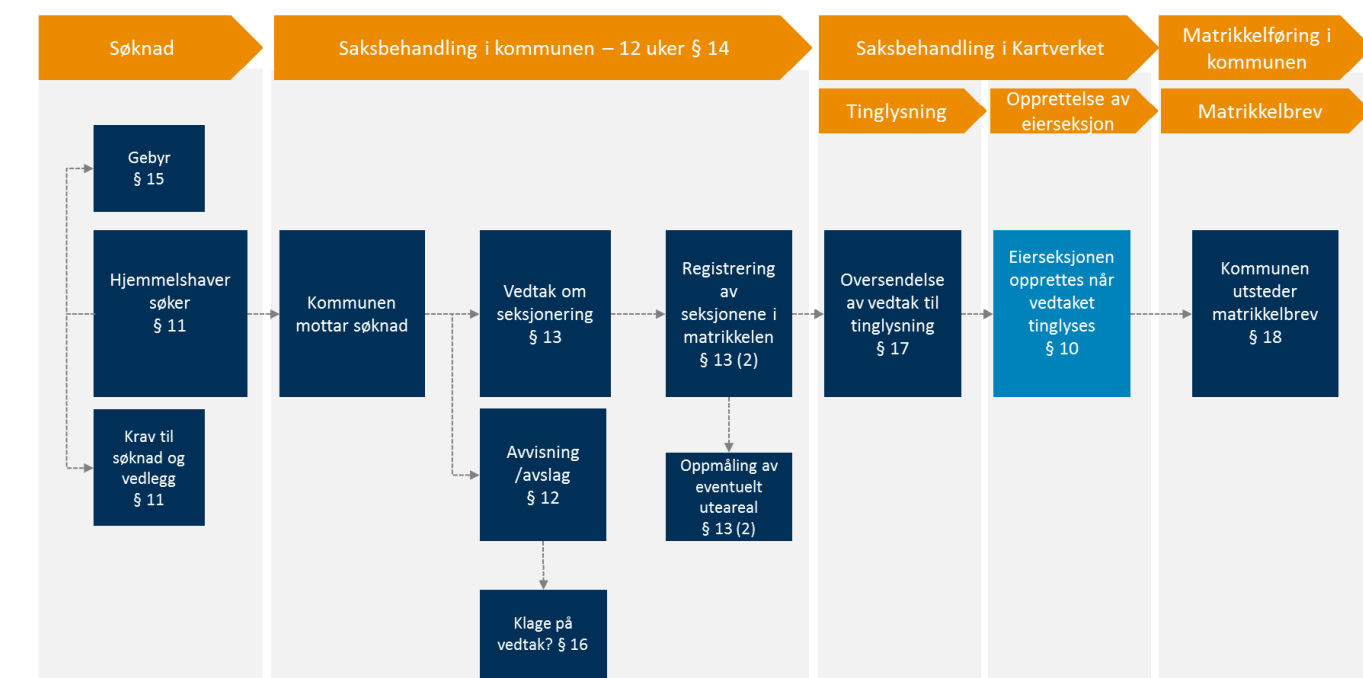 Søknad
Saksbehandling i kommunen – 12 uker § 14
Saksbehandling i Kartverket
Matrikkelføring i
kommunen
Tinglysning
Opprettelse av
eierseksjon
Matrikkelbrev
Gebyr
§ 15
Hjemmelshaver
søker
§ 11
Krav til
søknad og
vedlegg
§ 11
Kommunen
mottar søknad
Vedtak om
seksjonering
§ 13
Avvisning
/avslag
§ 12
Klage på
vedtak? § 16
Registrering
av
seksjonene i
matrikkelen
§ 13 (2)
Oppmåling av
eventuelt
uteareal
§ 13 (2)
Oversendelse
av vedtak til
tinglysning
§ 17
Eierseksjonen
opprettes når
vedtaket
tinglyses
§ 10
Kommunen
utsteder
matrikkelbrev
§ 18